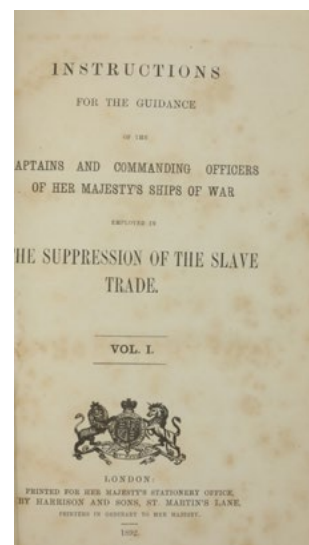 INSTRUCTIONS
FOR THE GUIDANCE
OF THE
APTAINS AND COMMANDING OFFICERS
OF HER MAJESTY'S SHIPS OF WAR
EMPLOYED IN
THE SUPPRESSION OF THE SLAVE
TRADE.
VOL. I.
LONDON:
PRINTED FOR HER MAJESTY'S STATIONERY OFFICE,
BY HARRISON AND SONS, ST. MARTIN'S LANE,
PRINTERS IN ORDINARY TO HER MAJESTY.
1892.